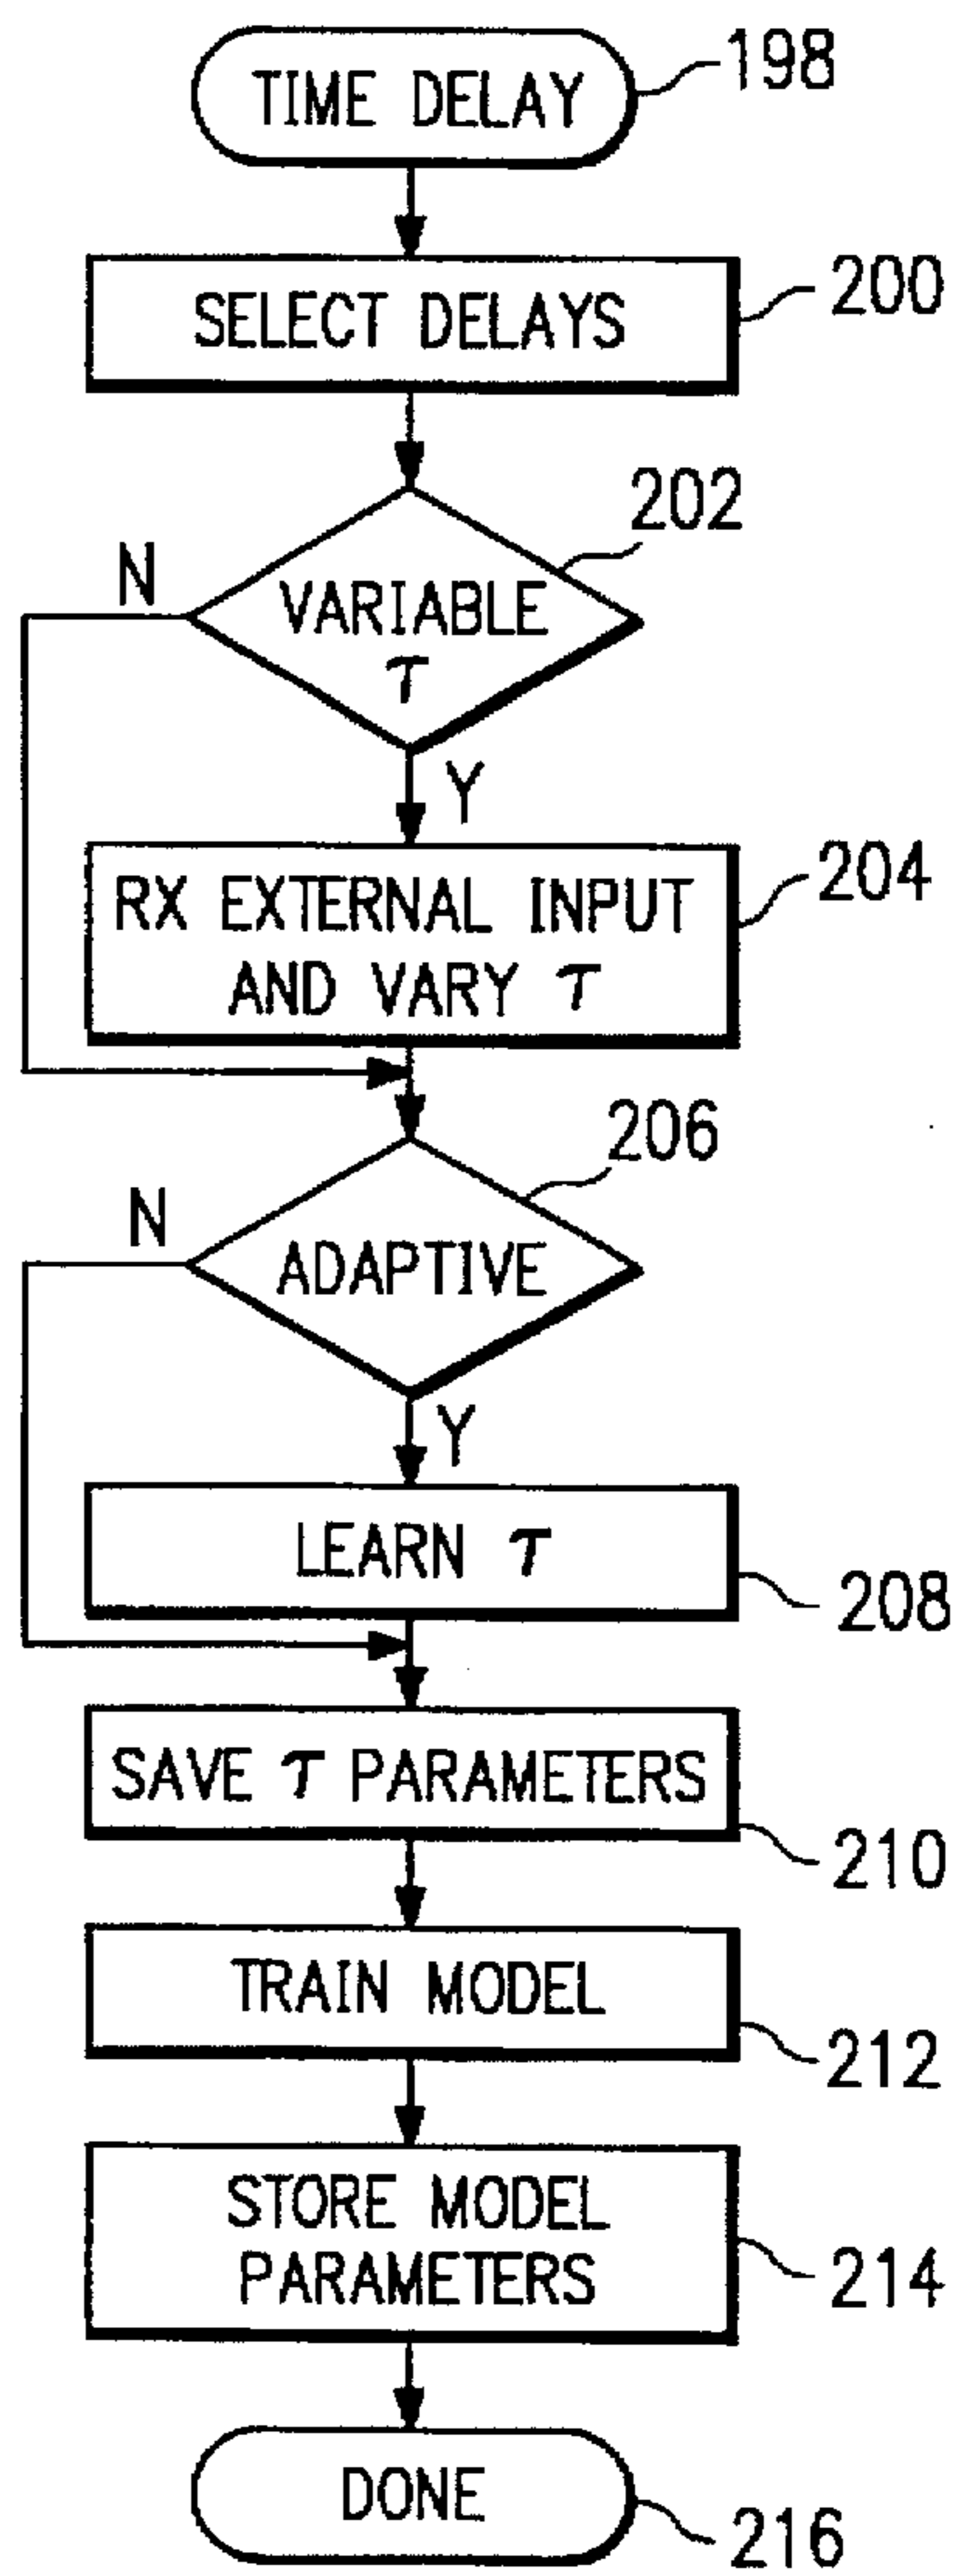 TIME DELAY
198
SELECT DELAYS
200
202
N
VARIABLE
τ
Y
RX EXTERNAL INPUT
AND VARY τ
204
206
N
ADAPTIVE
Y
LEARN τ
208
SAVE τ PARAMETERS
210
TRAIN MODEL
212
STORE MODEL
PARAMETERS
214
DONE
216